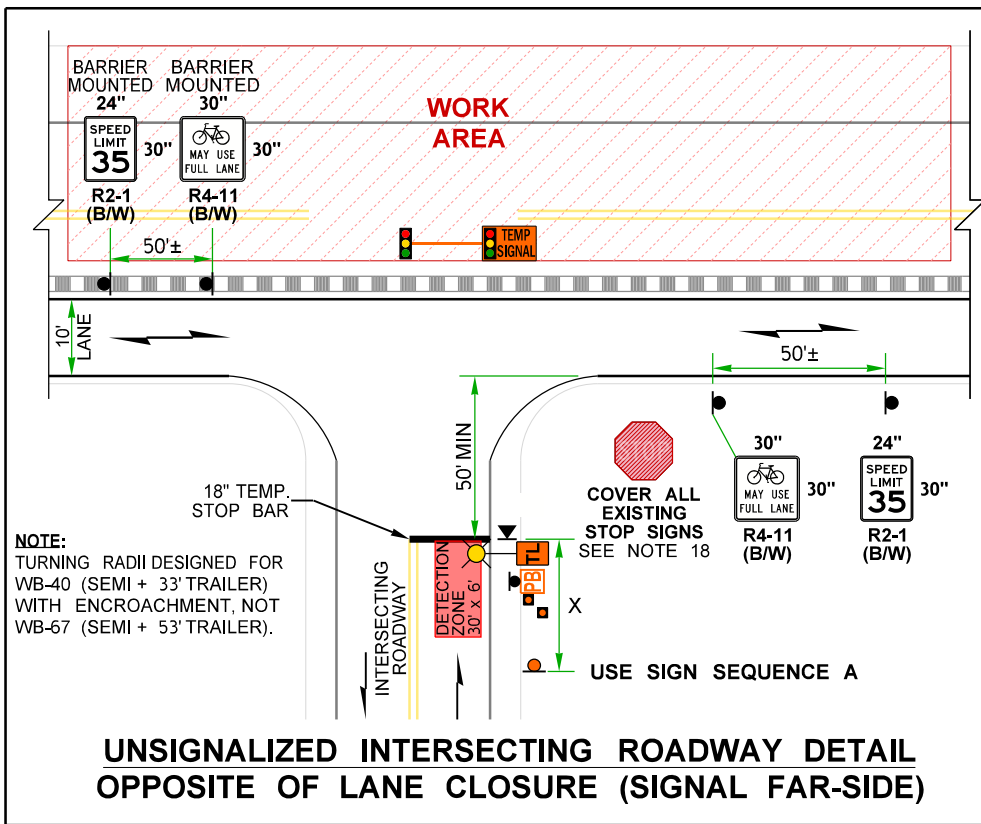 BARRIER MOUNTED
24"
SPEED LIMIT 35
30"
R2-1
(B/W)
BARRIER MOUNTED
30"
MAY USE FULL LANE
30"
R4-11
(B/W)
WORK
AREA
50'±
TEMP
SIGNAL
10'
LANE
50'±
50' MIN
STOP
COVER ALL
EXISTING
STOP SIGNS
SEE NOTE 18
30"
MAY USE
FULL LANE
30"
R4-11
(B/W)
24"
SPEED
LIMIT
35
30"
R2-1
(B/W)
18" TEMP.
STOP BAR
NOTE:
TURNING RADII DESIGNED FOR
WB-40 (SEMI + 33' TRAILER)
WITH ENCROACHMENT, NOT
WB-67 (SEMI + 53' TRAILER).
INTERSECTING
ROADWAY
DETECTION
ZONE
30' x 6'
TL
PB
X
USE SIGN SEQUENCE A
UNSIGNALIZED INTERSECTING ROADWAY DETAIL
OPPOSITE OF LANE CLOSURE (SIGNAL FAR-SIDE)